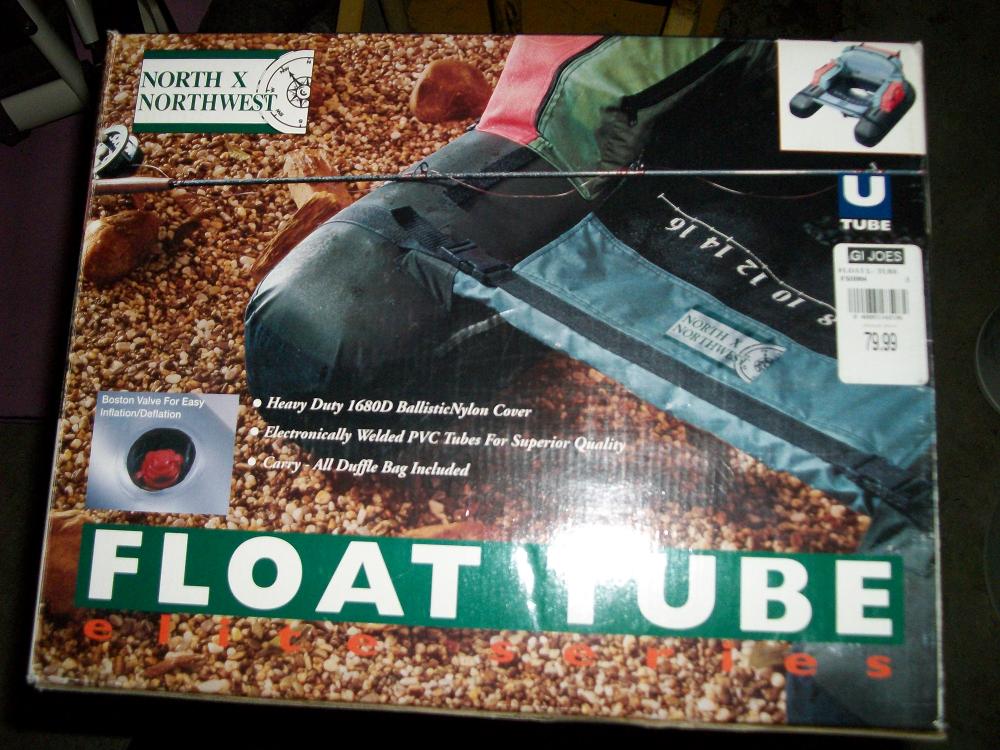 NORTH X
NORTHWEST
U
TUBE
GI JOES
FLOATS- TUBE
79.99
16 14 12 10 8
NORTH X
NORTHWEST
Boston Valve For Easy
Inflation/Deflation
• Heavy Duty 1680D BallisticNylon Cover
• Electronically Welded PVC Tubes For Superior Quality
• Carry - All Duffle Bag Included
FLOAT TUBE
elite series